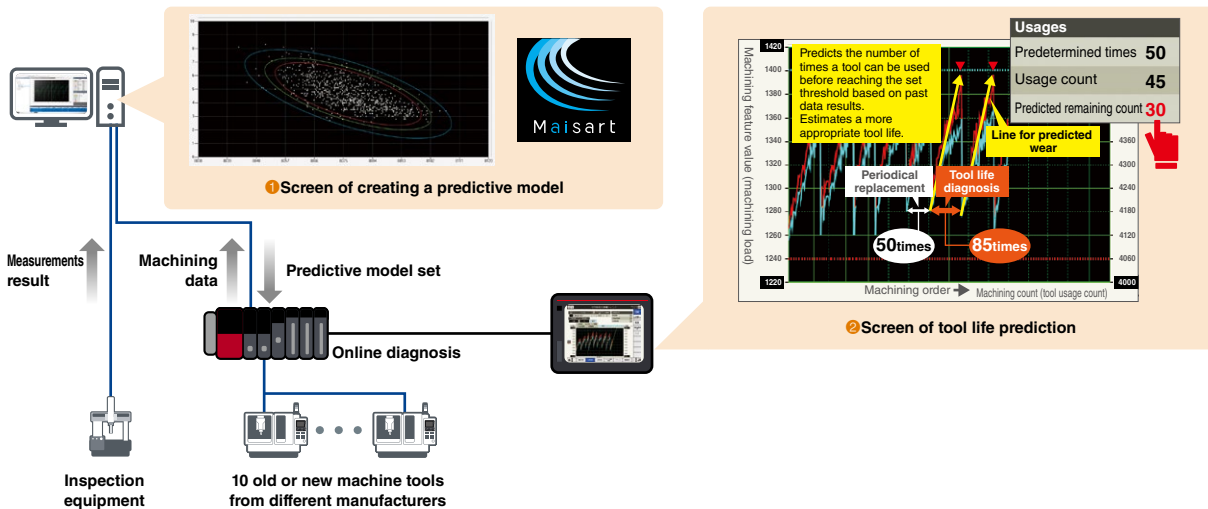 Maisart
❶Screen of creating a predictive model
Measurements
result
Machining
data
Predictive model set
Online diagnosis
Inspection
equipment
10 old or new machine tools
from different manufacturers
Usages
Predetermined times 50
Usage count 45
Predicted remaining count 30
Machining feature value (machining load)
1420
1400
1380
1360
1340
1320
1300
1280
1260
1240
1220
Predicts the number of
times a tool can be used
before reaching the set
threshold based on past
data results.
Estimates a more
appropriate tool life.
Line for predicted
wear
Periodical
replacement
Tool life
diagnosis
50times
85times
4360
4300
4240
4180
4120
4060
4000
Machining order
Machining count (tool usage count)
❷Screen of tool life prediction